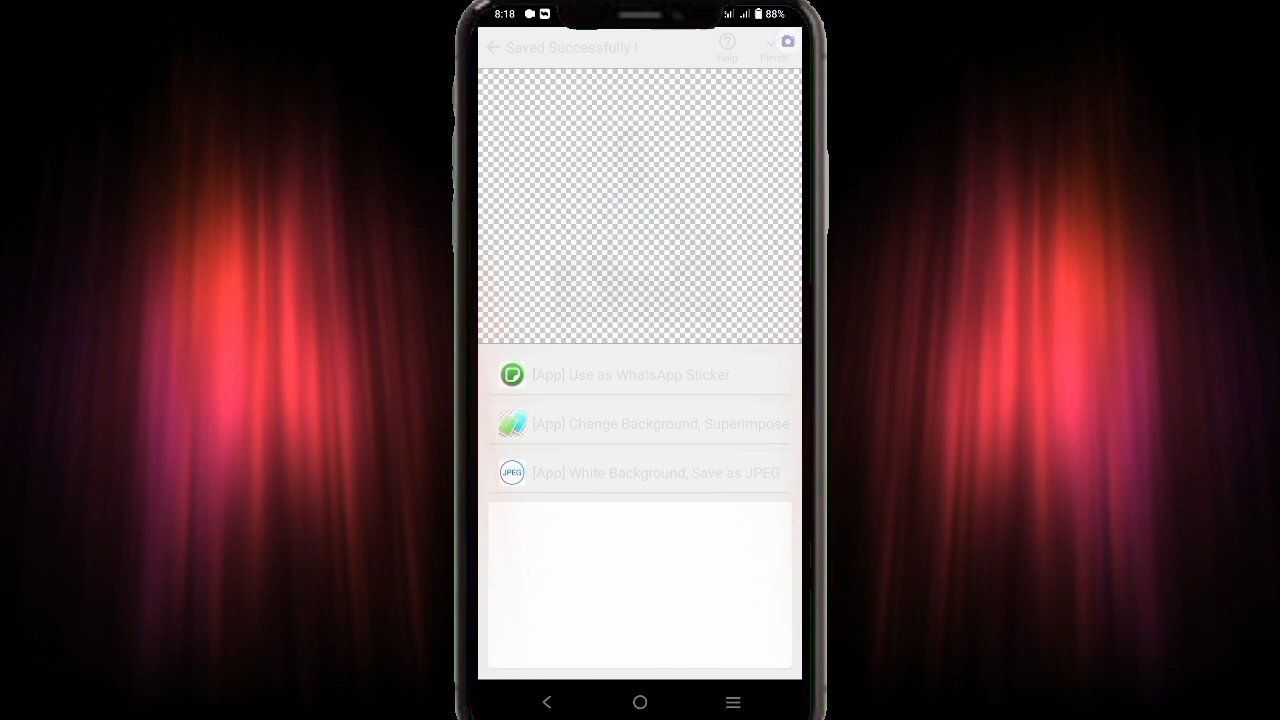 8:18
88%
Saved Successfully !
Help
Finish
[App] Use as WhatsApp Sticker
[App] Change Background, Superimpose
JPEG
[App] White Background, Save as JPEG